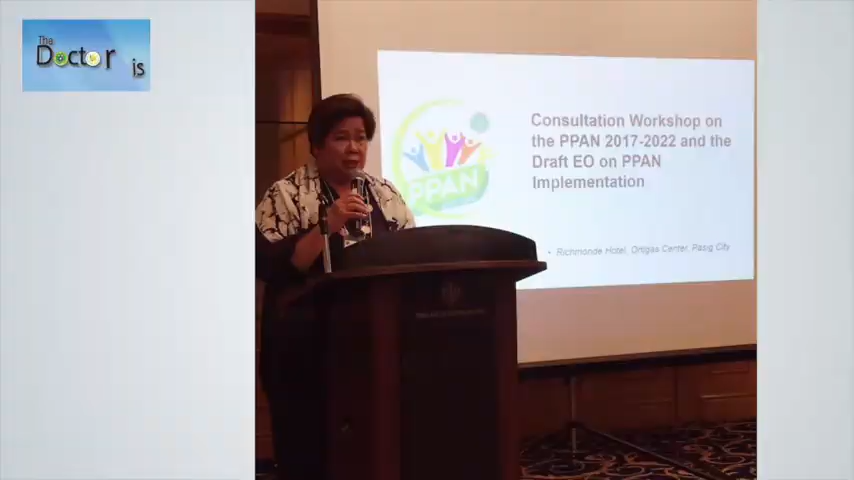 The
Doctor is
Consultation Workshop on
the PPAN 2017-2022 and the
Draft EO on PPAN
Implementation
PPAN
• Richmonde Hotel, Ortigas Center, Pasig City